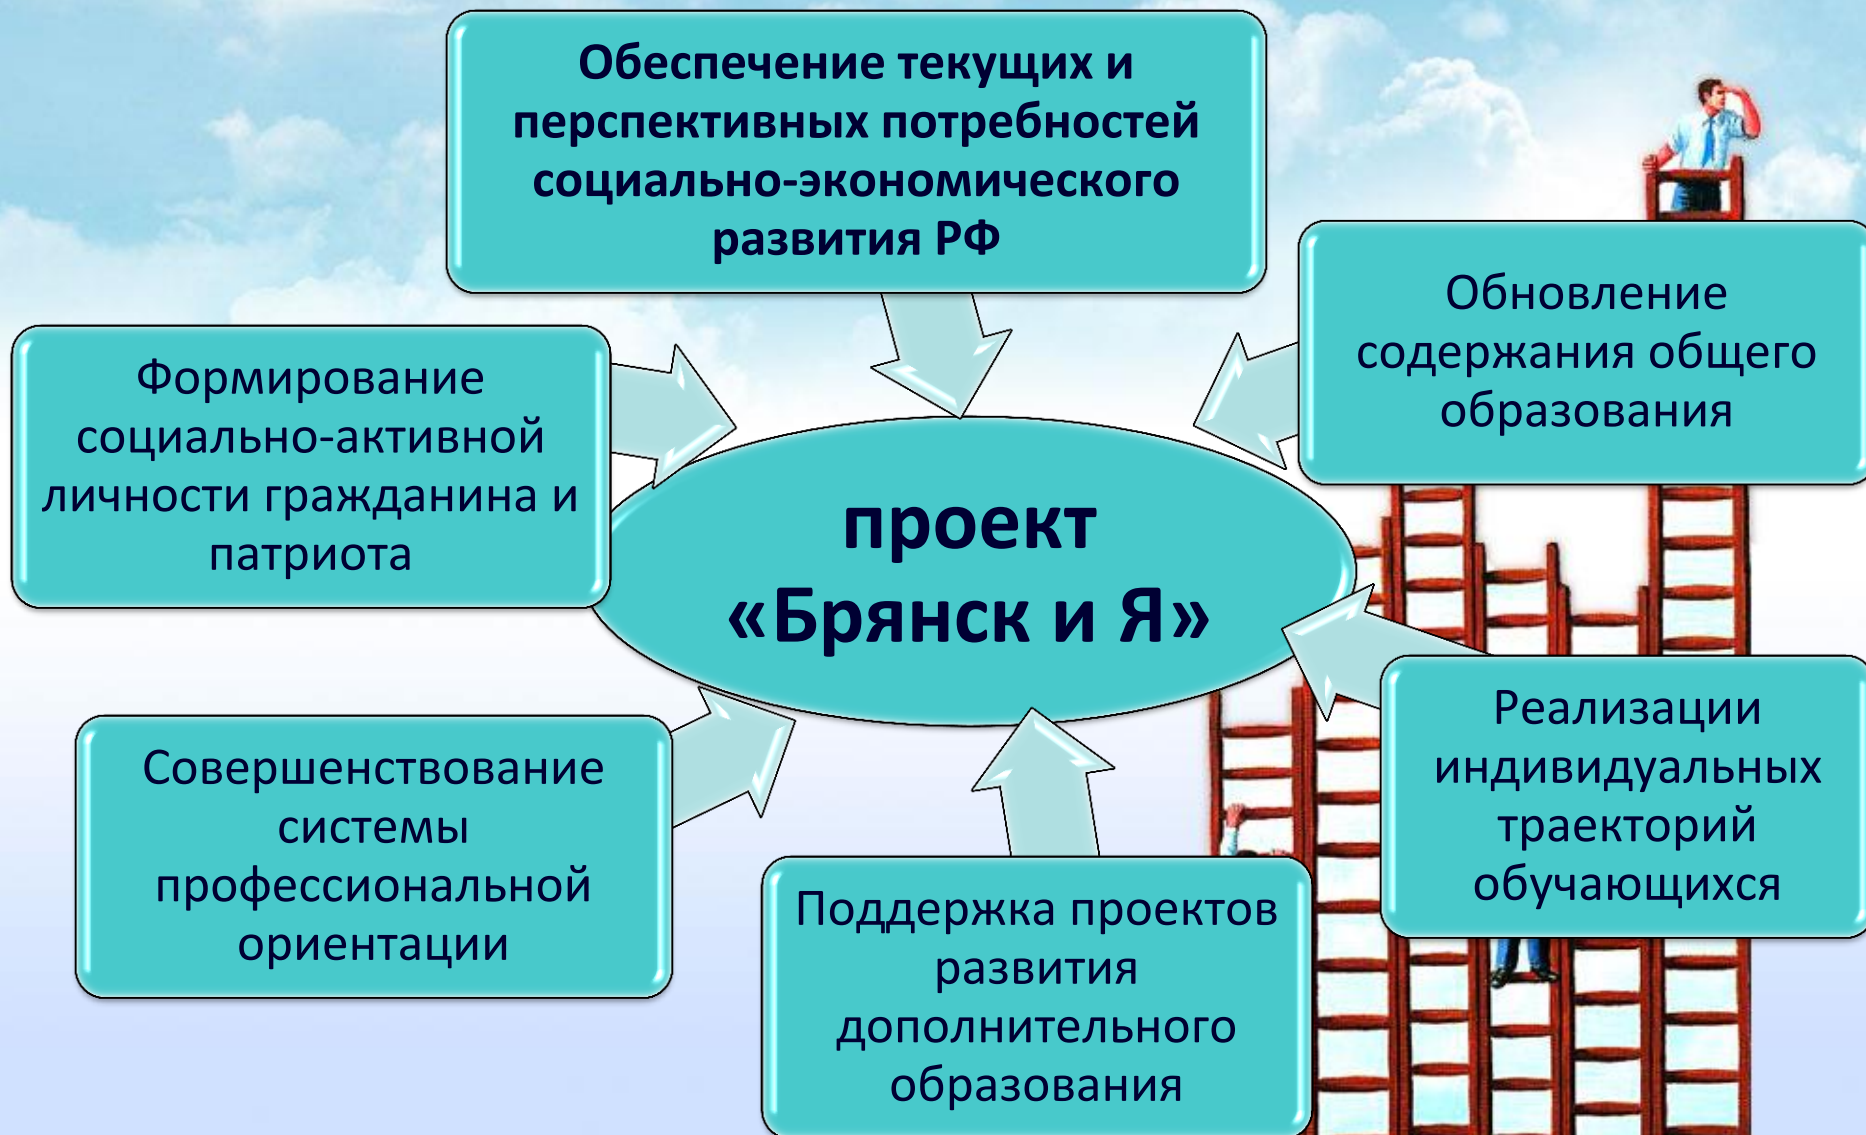 Обеспечение текущих и
перспективных потребностей
социально-экономического
развития РФ
Обновление
содержания общего
образования
Формирование
социально-активной
личности гражданина и
патриота
проект
«Брянск и Я»
Реализации
индивидуальных
траекторий
обучающихся
Совершенствование
системы
профессиональной
ориентации
Поддержка проектов
развития
дополнительного
образования